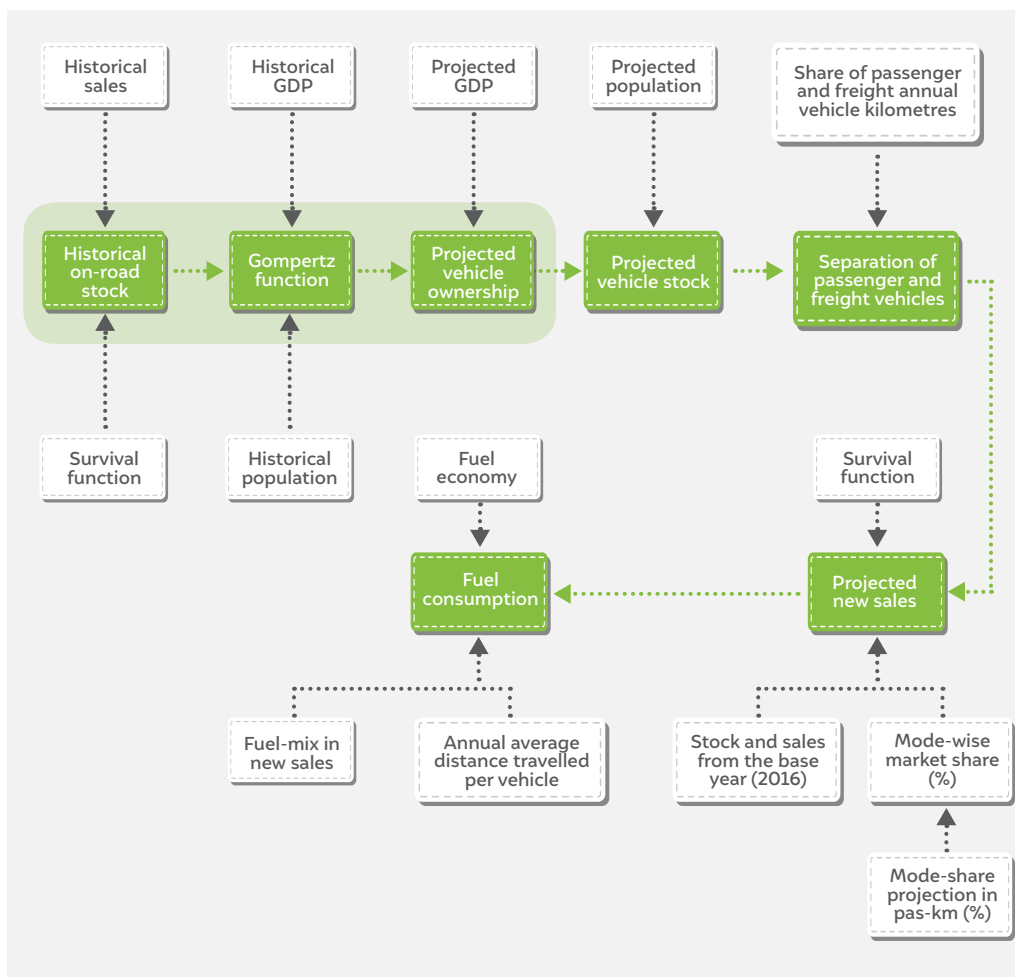 Historical
sales
Historical
GDP
Projected
GDP
Projected
population
Share of passenger
and freight annual
vehicle kilometres
Historical
on-road
stock
Gompertz
function
Projected
vehicle
ownership
Projected
vehicle stock
Separation of
passenger and
freight vehicles
Survival
function
Historical
population
Fuel
economy
Survival
function
Fuel
consumption
Projected
new sales
Fuel-mix in
new sales
Annual average
distance travelled
per vehicle
Stock and sales
from the base
year (2016)
Mode-wise
market share
(%)
Mode-share
projection in
pas-km (%)